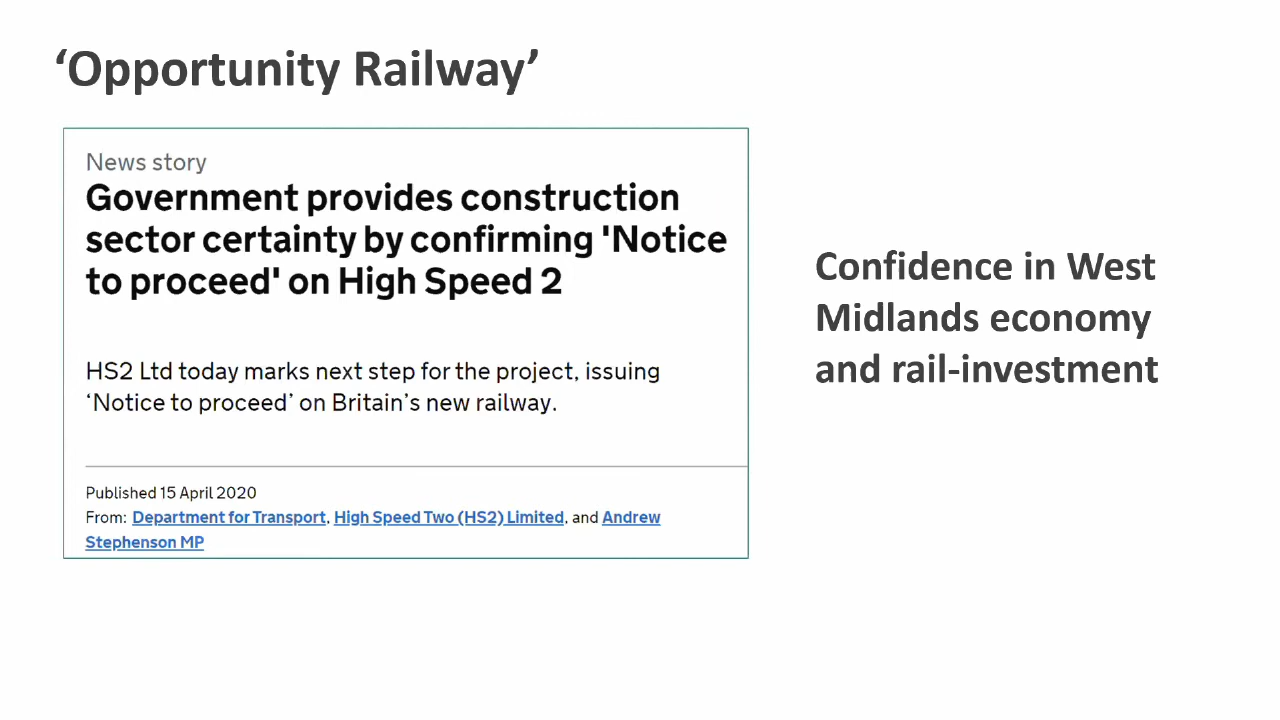 ‘Opportunity Railway’
News story
Government provides construction
sector certainty by confirming 'Notice
to proceed' on High Speed 2
HS2 Ltd today marks next step for the project, issuing
‘Notice to proceed’ on Britain’s new railway.
Published 15 April 2020
From: Department for Transport, High Speed Two (HS2) Limited, and Andrew
Stephenson MP
Confidence in West
Midlands economy
and rail-investment